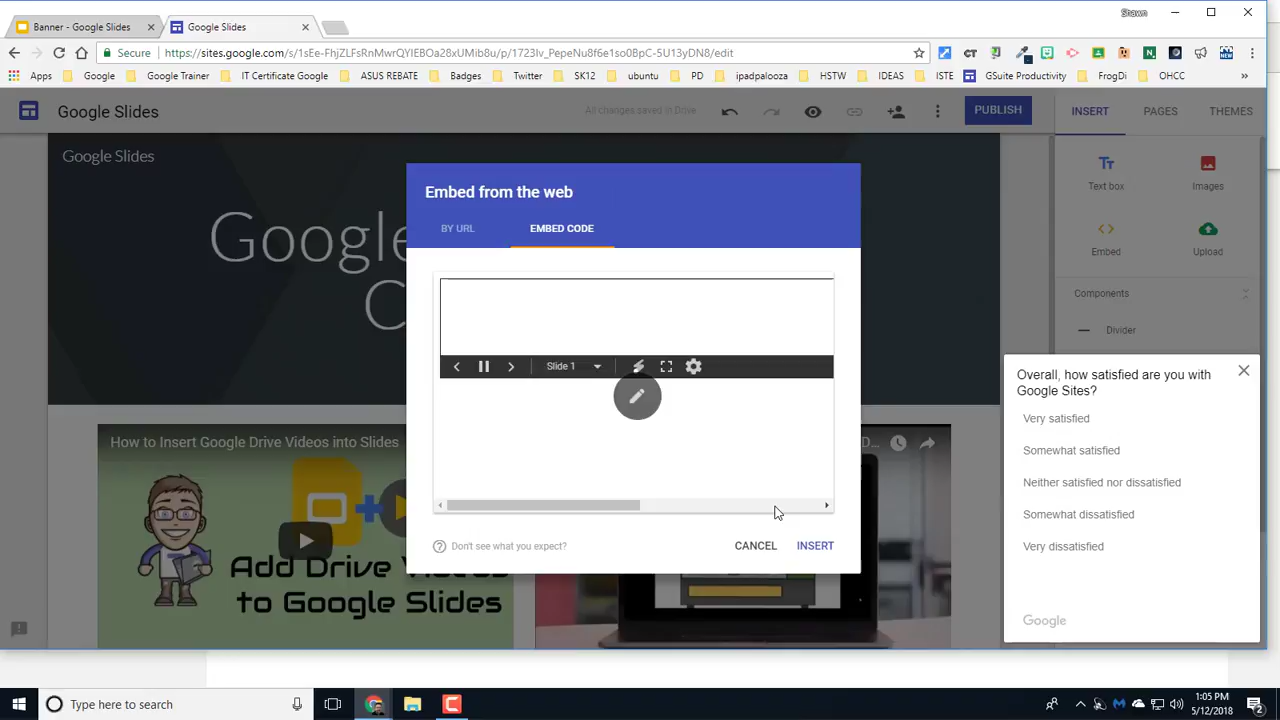 Shawn
Banner - Google Slides
Google Slides
Secure
https://sites.google.com/s/1sEe-FhjZLFsRnMwrQYIEBOa28xUMib8u/p/1723Iv_PepeNu8f6e1so0BpC-5U13yDN8/edit
Apps
Google
Google Trainer
IT Certificate Google
ASUS REBATE
Badges
Twitter
SK12
ubuntu
PD
ipadpalooza
HSTW
IDEAS
ISTE
GSuite Productivity
FrogDi
OHCC
»
Google Slides
All changes saved in Drive
PUBLISH
INSERT
PAGES
THEMES
Google Slides
Embed from the web
BY URL
EMBED CODE
Slide 1
Don't see what you expect?
CANCEL
INSERT
Text box
Images
Embed
Upload
Components
Divider
Overall, how satisfied are you with
Google Sites?
Very satisfied
Somewhat satisfied
Neither satisfied nor dissatisfied
Somewhat dissatisfied
Very dissatisfied
Google
How to Insert Google Drive Videos into Slides
D...
Add Drive Videos
to Google Slides
Type here to search
1:05 PM
5/12/2018
2